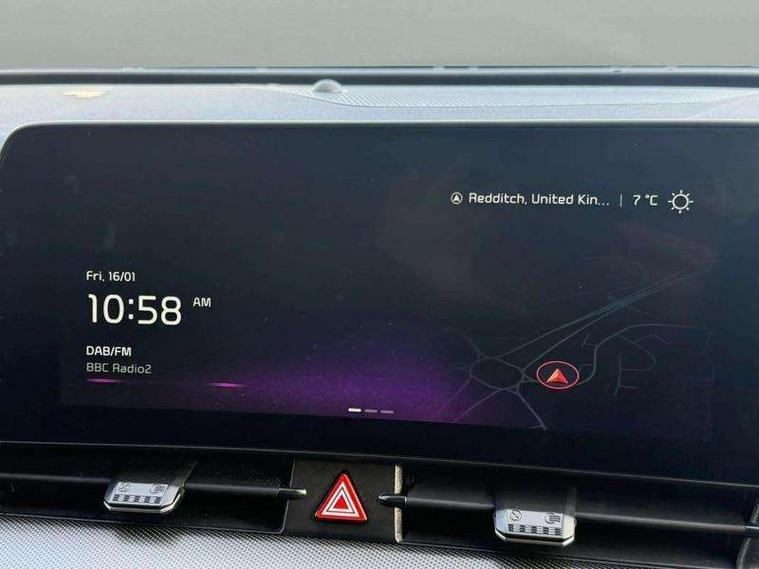 Redditch, United Kin... | 7 °C
Fri, 16/01
10:58 AM
DAB/FM
BBC Radio2